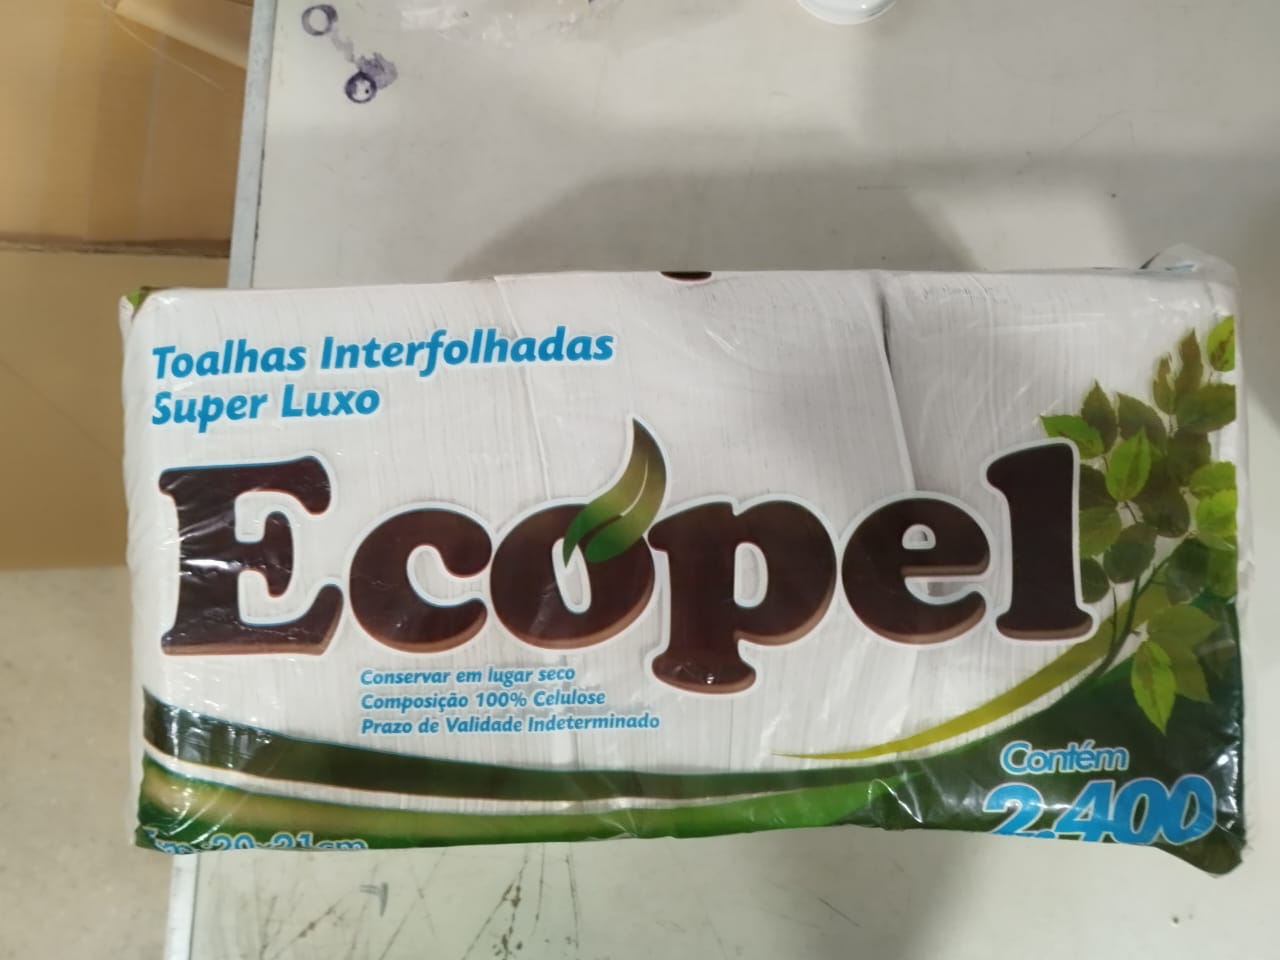 Toalhas Interfolhadas
Super Luxo
Ecopel
Conservar em lugar seco
Composição 100% Celulose
Prazo de Validade Indeterminado
Contém
2.400
20x21cm